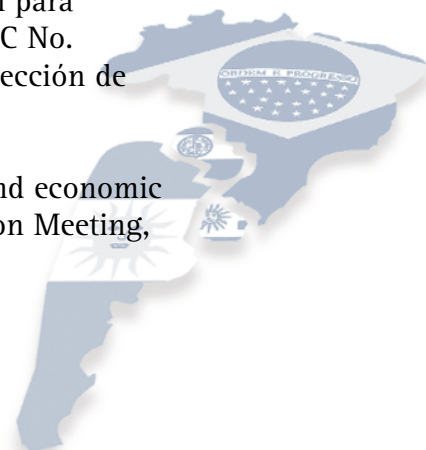 para
C No.
ección de
ORDEM E PROGRESSO
nd economic
on Meeting,